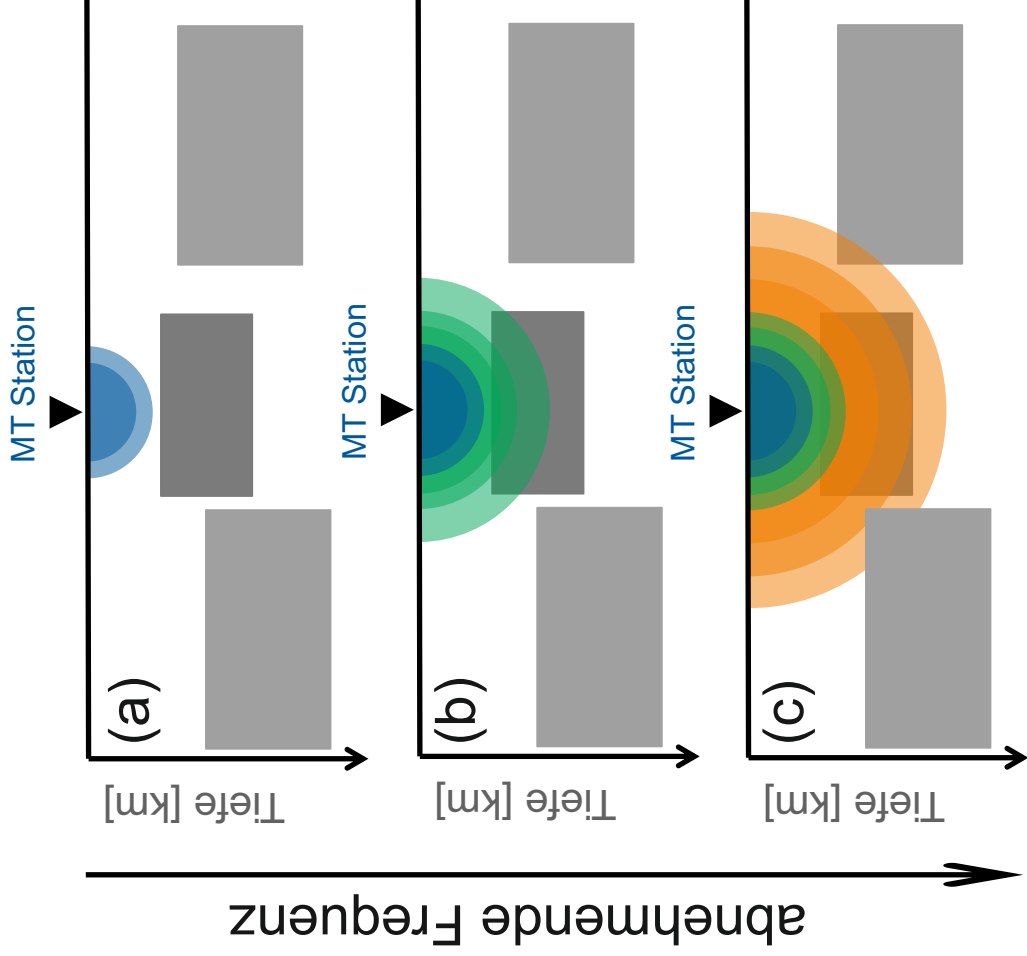 abnehmende Frequenz
Tiefe [km]
(a)
MT Station
Tiefe [km]
(b)
MT Station
Tiefe [km]
(c)
MT Station